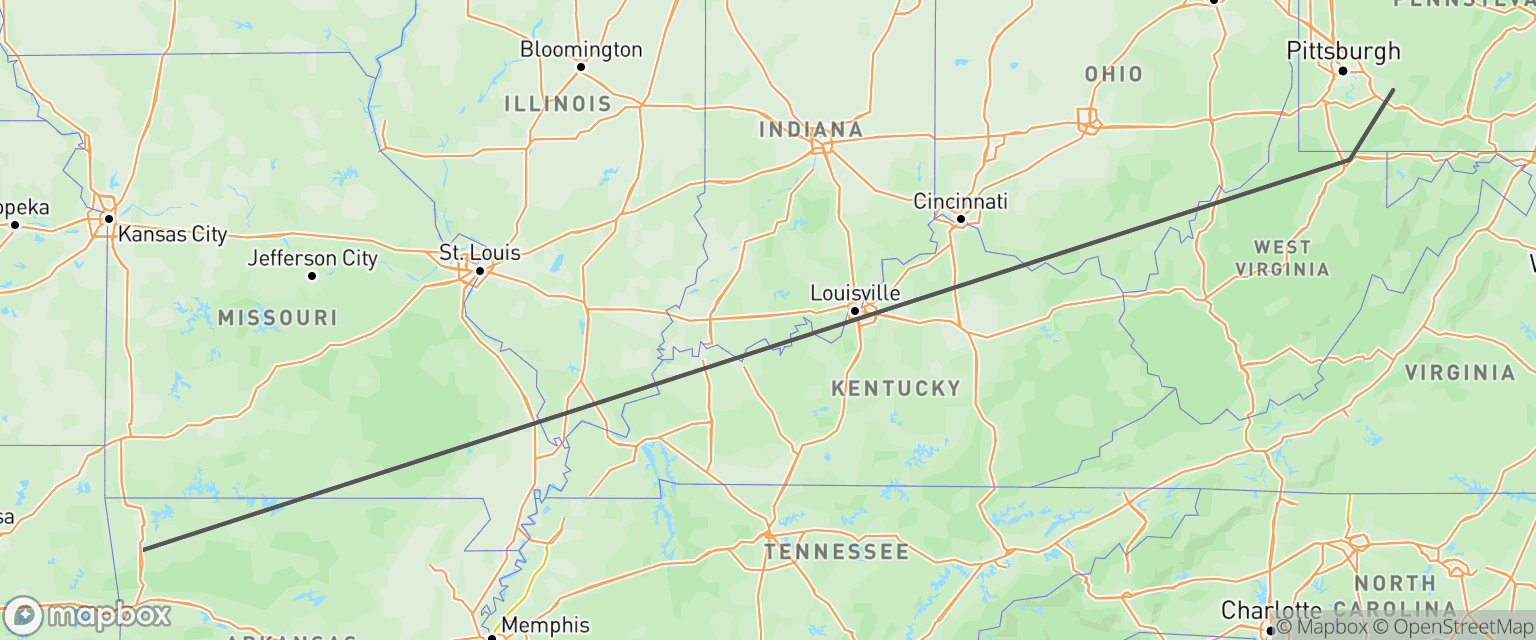 PENNSYLVA
Bloomington
Pittsburgh
OHIO
ILLINOIS
INDIANA
Cincinnati
peka
Kansas City
St. Louis
Jefferson City
WEST
VIRGINIA
Louisville
MISSOURI
VIRGINIA
KENTUCKY
sa
TENNESSEE
NORTH
CAROLINA
Charlotte
mapbox
Memphis
ARKANSAS
© Mapbox © OpenStreetMap